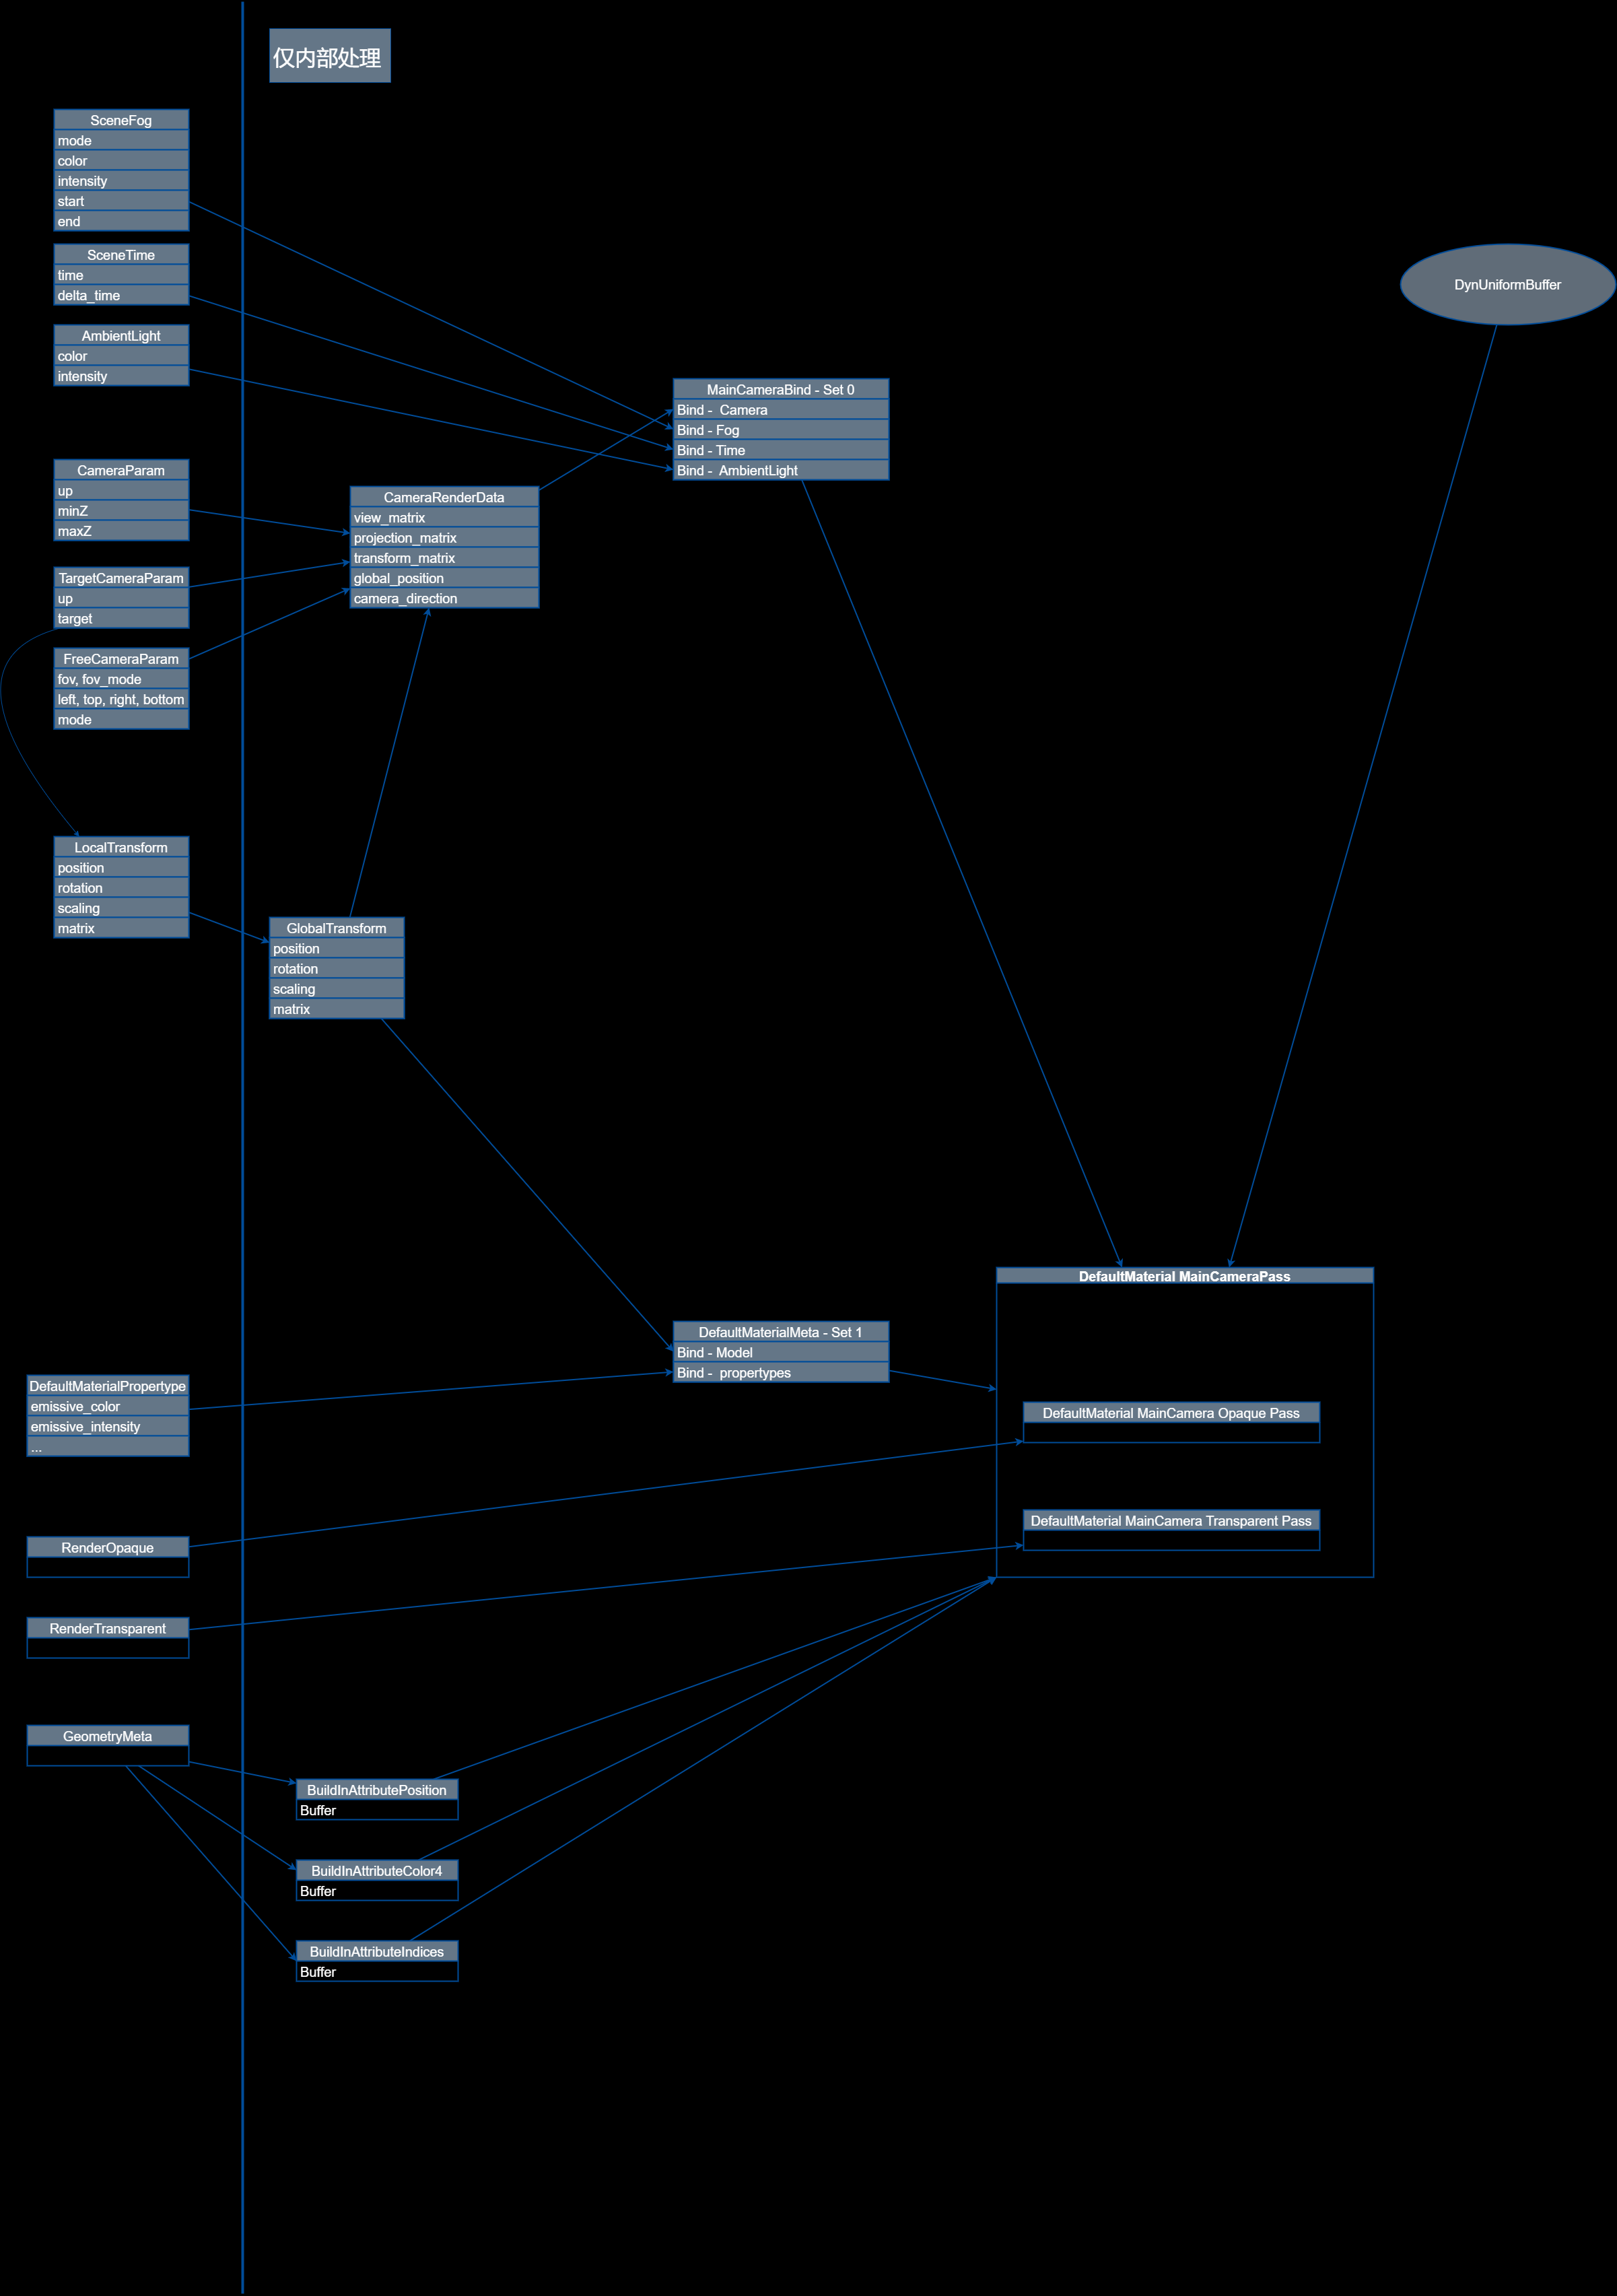 仅内部处理
SceneFog
mode
color
intensity
start
end
SceneTime
time
delta_time
AmbientLight
color
intensity
DynUniformBuffer
MainCameraBind - Set 0
Bind -  Camera
Bind - Fog
Bind - Time
Bind -  AmbientLight
CameraParam
up
minZ
maxZ
CameraRenderData
view_matrix
projection_matrix
transform_matrix
global_position
camera_direction
TargetCameraParam
up
target
FreeCameraParam
fov, fov_mode
left, top, right, bottom
mode
LocalTransform
position
rotation
scaling
matrix
GlobalTransform
position
rotation
scaling
matrix
DefaultMaterial MainCameraPass
DefaultMaterialMeta - Set 1
Bind - Model
Bind -  propertypes
DefaultMaterialPropertype
emissive_color
emissive_intensity
...
DefaultMaterial MainCamera Opaque Pass
DefaultMaterial MainCamera Transparent Pass
RenderOpaque
RenderTransparent
GeometryMeta
BuildInAttributePosition
Buffer
BuildInAttributeColor4
Buffer
BuildInAttributeIndices
Buffer